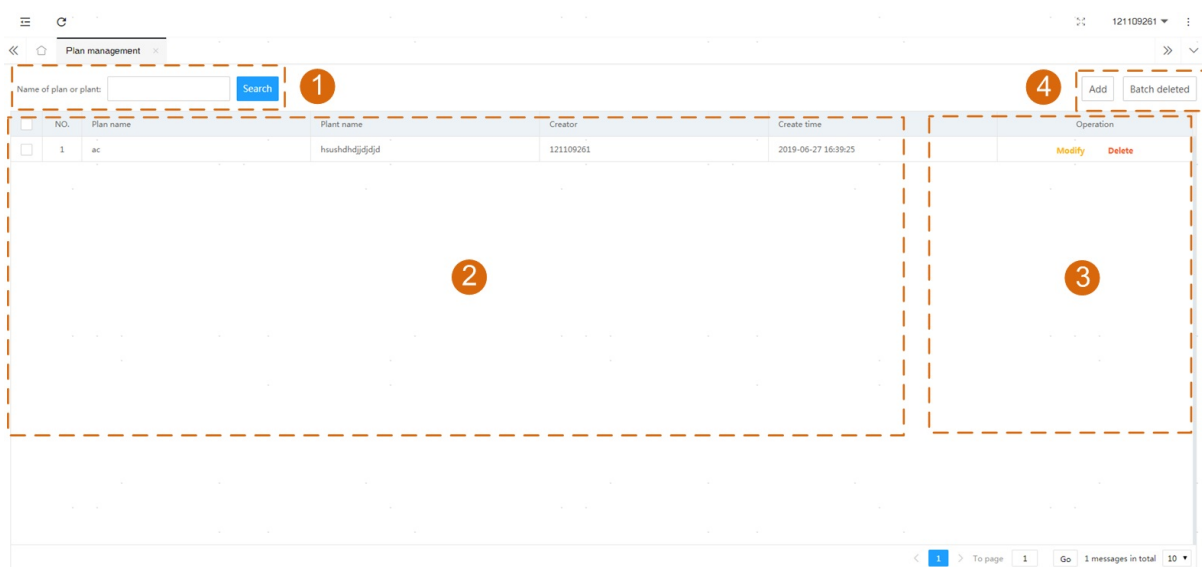 121109261
Plan management
Name of plan or plant: Search 1 4 Add Batch deleted
NO. Plan name Plant name Creator Create time Operation
1 ac hsushdhdjjdjdjd 121109261 2019-06-27 16:39:25 Modify Delete
2 3
1 To page 1 Go 1 messages in total 10